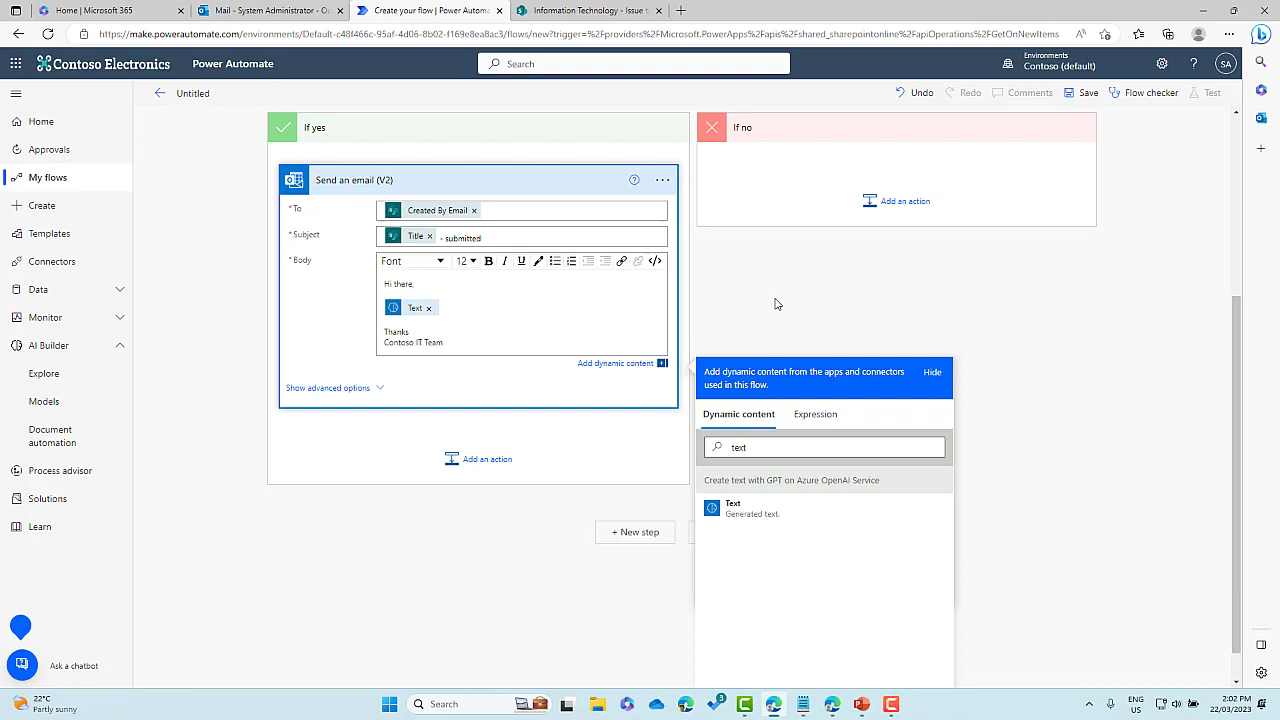 Home | Microsoft 365
Mail - System Administrator - Ou
Create your flow | Power Automate
Information Technology - Issue t
https://make.powerautomate.com/environments/Default-c48f466c-95af-4d06-8b02-f169e8ea8ac3/flows/new?trigger=%2Fproviders%2FMicrosoft.PowerApps%2Fapis%2Fshared_sharepointonline%2FapiOperations%2FGetOnNewItems
Contoso Electronics
Power Automate
Search
Environments
Contoso (default)
SA
Untitled
Undo
Redo
Comments
Save
Flow checker
Test
Home
Approvals
My flows
Create
Templates
Connectors
Data
Monitor
AI Builder
Explore
Models
Document
automation
Process advisor
Solutions
Learn
Ask a chatbot
If yes
If no
Add an action
Send an email (V2)
* To
Created By Email
* Subject
Title - submitted
* Body
Font 12 B I U </>
Hi there,
Text
Thanks
Contoso IT Team
Add dynamic content
Show advanced options
Add an action
+ New step
Add dynamic content from the apps and connectors
used in this flow.
Hide
Dynamic content
Expression
text
Create text with GPT on Azure OpenAI Service
Text
Generated text.
22°C
Partly sunny
Search
3
ENG
US
2:02 PM
22/03/2023